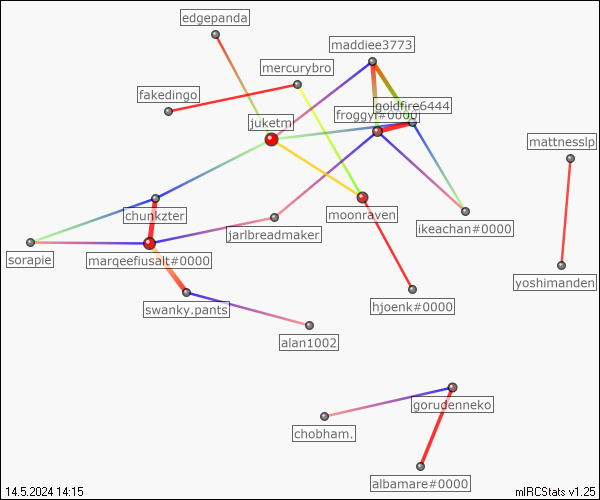 edgepanda
maddiee3773
mercurybro
fakedingo
goldfire6444
froggyf#0000
juketm
mattnesslp
chunkzter
moonraven
jarlbreadmaker
ikeachan#0000
sorapie
marqeefiusalt#0000
yoshimanden
swanky.pants
hjoenk#0000
alan1002
gorudenneko
chobham.
albamare#0000
14.5.2024 14:15
mIRCStats v1.25